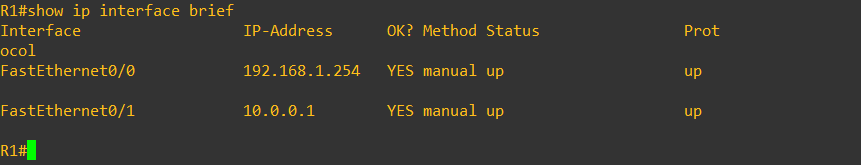 R1#show ip interface brief
Interface                  IP-Address      OK? Method Status                Prot
ocol
FastEthernet0/0            192.168.1.254   YES manual up                    up
FastEthernet0/1            10.0.0.1        YES manual up                    up
R1#